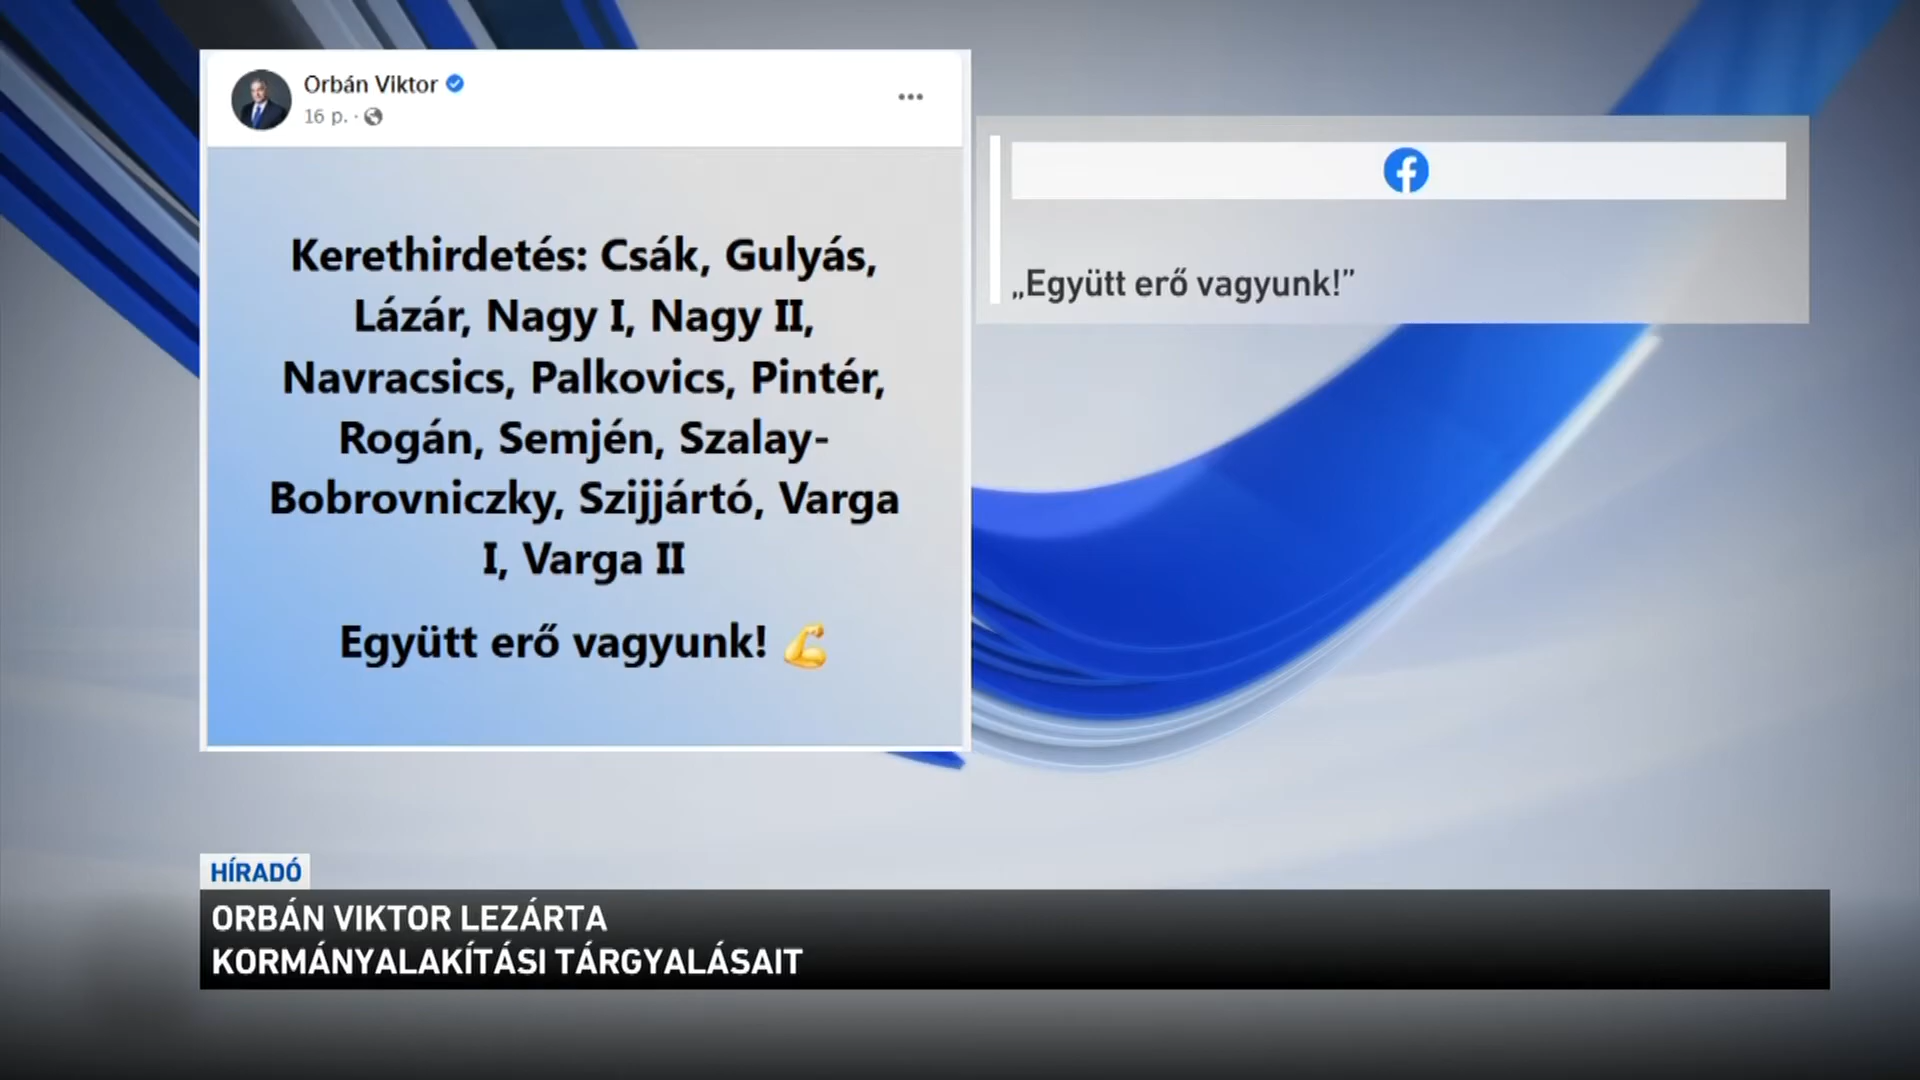 Orbán Viktor
16 p. ·
Kerethirdetés: Csák, Gulyás,
Lázár, Nagy I, Nagy II,
Navracsics, Palkovics, Pintér,
Rogán, Semjén, Szalay-
Bobrovniczky, Szijjártó, Varga
I, Varga II
Együtt erő vagyunk! 💪
„Együtt erő vagyunk!”
HÍRADÓ
ORBÁN VIKTOR LEZÁRTA
KORMÁNYALAKÍTÁSI TÁRGYALÁSAIT